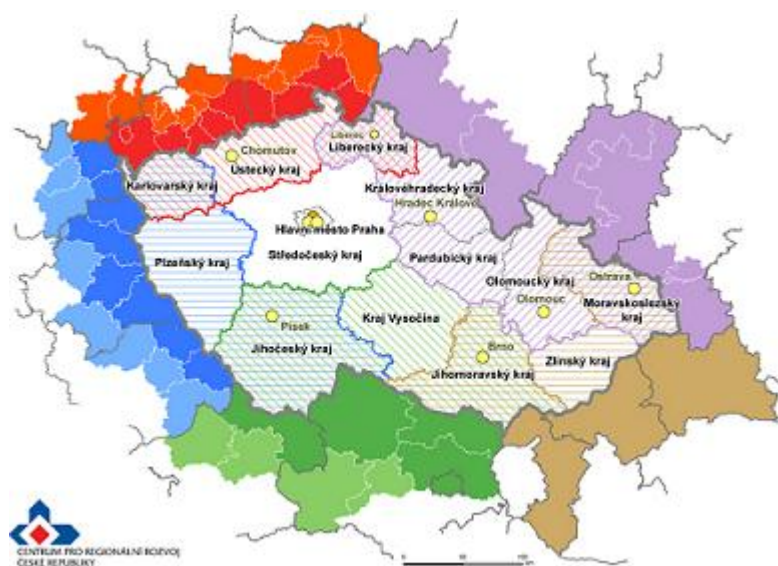 Liberec
Liberecký kraj
Chomutov
Ústecký kraj
Karlovarský kraj
Královéhradecký kraj
Hradec Králové
Hlavní město Praha
Středočeský kraj
Plzeňský kraj
Pardubický kraj
Olomoucký kraj
Ostrava
Moravskoslezský
kraj
Olomouc
Kraj Vysočina
Písek
Jihočeský kraj
Brno
Zlínský kraj
Jihomoravský kraj
CENTRUM PRO REGIONÁLNÍ ROZVOJ
ČESKÉ REPUBLIKY